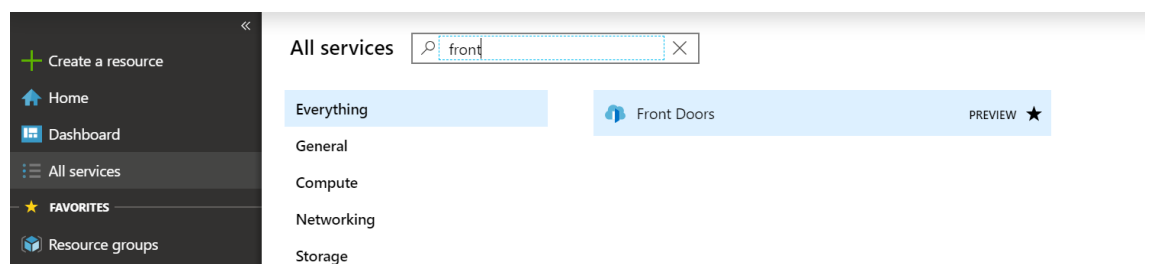 «
Create a resource
Home
Dashboard
All services
FAVORITES
Resource groups
All services
front
Everything
General
Compute
Networking
Storage
Front Doors PREVIEW